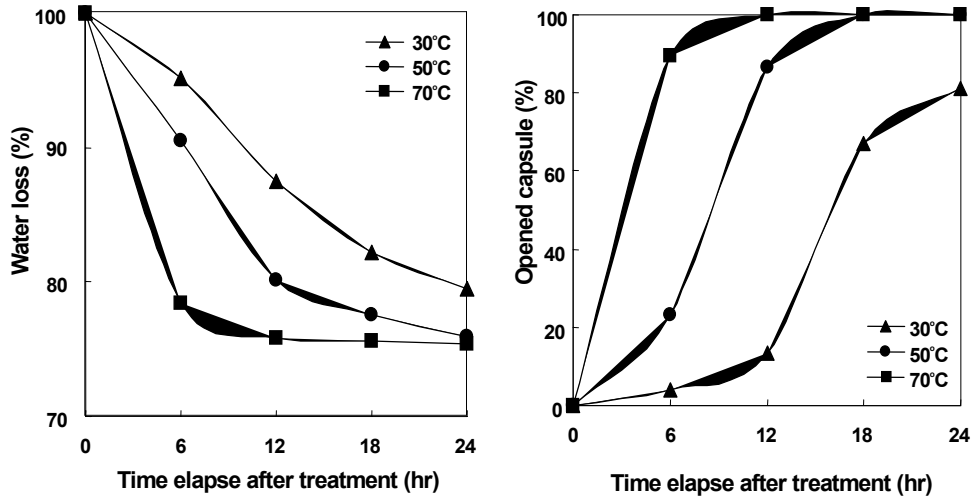 Water loss (%)
100
90
80
70
30°C
50°C
70°C
0 6 12 18 24
Time elapse after treatment (hr)
Opened capsule (%)
100
80
60
40
20
0
30°C
50°C
70°C
0 6 12 18 24
Time elapse after treatment (hr)